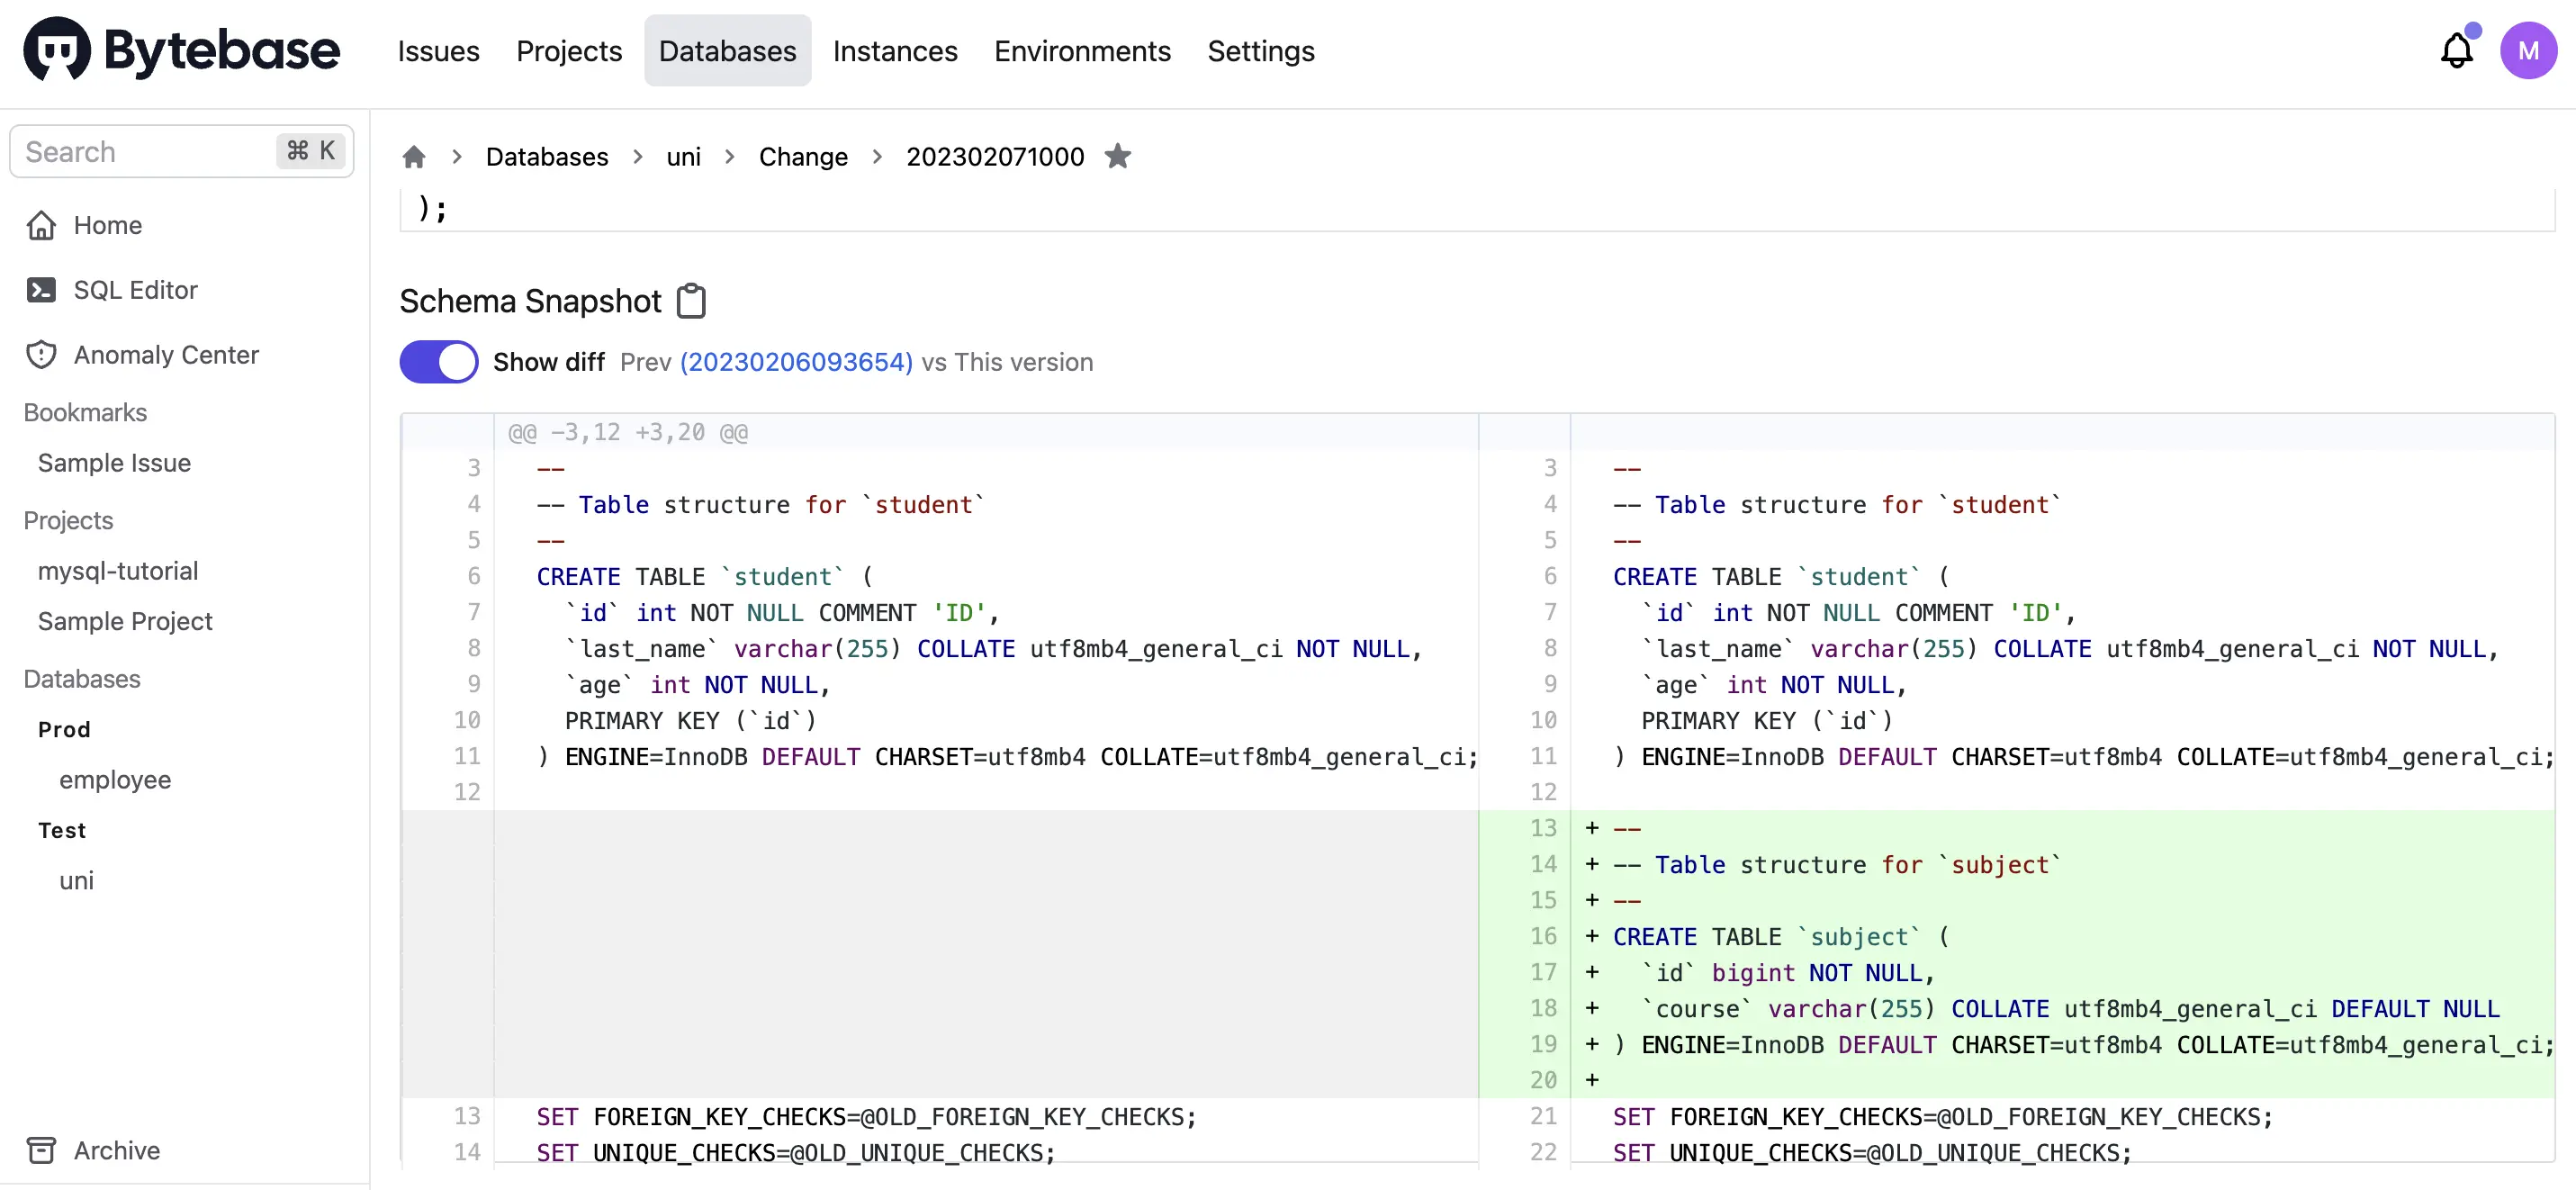 Bytebase
Issues Projects Databases Instances Environments Settings
M
Search ⌘ K
Home
SQL Editor
Anomaly Center
Bookmarks
Sample Issue
Projects
mysql-tutorial
Sample Project
Databases
Prod
employee
Test
uni
Archive
> Databases > uni > Change > 202302071000
);
Schema Snapshot
Show diff Prev (20230206093654) vs This version
@@ -3,12 +3,20 @@
3 --
4 -- Table structure for `student`
5 --
6 CREATE TABLE `student` (
7 `id` int NOT NULL COMMENT 'ID',
8 `last_name` varchar(255) COLLATE utf8mb4_general_ci NOT NULL,
9 `age` int NOT NULL,
10 PRIMARY KEY (`id`)
11 ) ENGINE=InnoDB DEFAULT CHARSET=utf8mb4 COLLATE=utf8mb4_general_ci;
12
13 SET FOREIGN_KEY_CHECKS=@OLD_FOREIGN_KEY_CHECKS;
14 SET UNIQUE_CHECKS=@OLD_UNIQUE_CHECKS;
3 --
4 -- Table structure for `student`
5 --
6 CREATE TABLE `student` (
7 `id` int NOT NULL COMMENT 'ID',
8 `last_name` varchar(255) COLLATE utf8mb4_general_ci NOT NULL,
9 `age` int NOT NULL,
10 PRIMARY KEY (`id`)
11 ) ENGINE=InnoDB DEFAULT CHARSET=utf8mb4 COLLATE=utf8mb4_general_ci;
12
13 + --
14 + -- Table structure for `subject`
15 + --
16 + CREATE TABLE `subject` (
17 + `id` bigint NOT NULL,
18 + `course` varchar(255) COLLATE utf8mb4_general_ci DEFAULT NULL
19 + ) ENGINE=InnoDB DEFAULT CHARSET=utf8mb4 COLLATE=utf8mb4_general_ci;
20 +
21 SET FOREIGN_KEY_CHECKS=@OLD_FOREIGN_KEY_CHECKS;
22 SET UNIQUE_CHECKS=@OLD_UNIQUE_CHECKS;